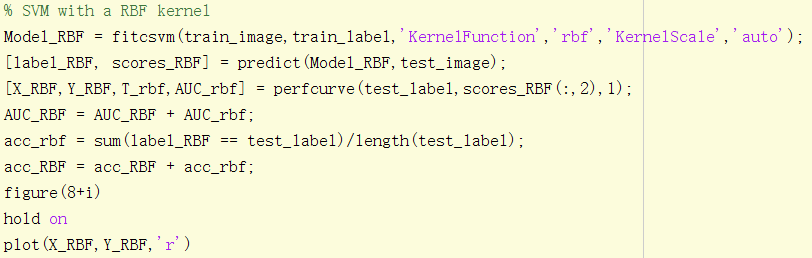 % SVM with a RBF kernel
Model_RBF = fitcsvm(train_image,train_label,'KernelFunction','rbf','KernelScale','auto');
[label_RBF, scores_RBF] = predict(Model_RBF,test_image);
[X_RBF,Y_RBF,T_rbf,AUC_rbf] = perfcurve(test_label,scores_RBF(:,2),1);
AUC_RBF = AUC_RBF + AUC_rbf;
acc_rbf = sum(label_RBF == test_label)/length(test_label);
acc_RBF = acc_RBF + acc_rbf;
figure(8+i)
hold on
plot(X_RBF,Y_RBF,'r')